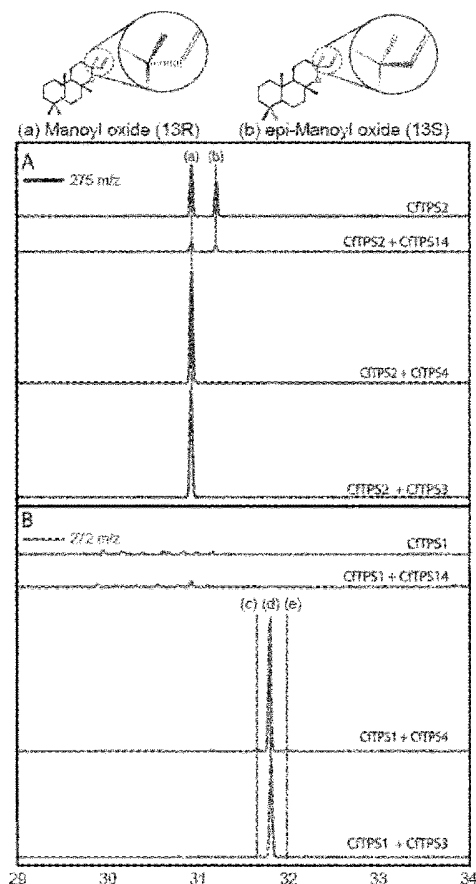 (a) Manoyl oxide (13R)
(b) epi-Manoyl oxide (13S)
A
275 m/z
(a)
(b)
CfTPS2
CfTPS2 + CfTPS14
CfTPS2 + CfTPS4
CfTPS2 + CfTPS3
B
272 m/z
CfTPS1
CfTPS1 + CfTPS14
(c) (d) (e)
CfTPS1 + CfTPS4
CfTPS1 + CfTPS3
29 30 31 32 33 34